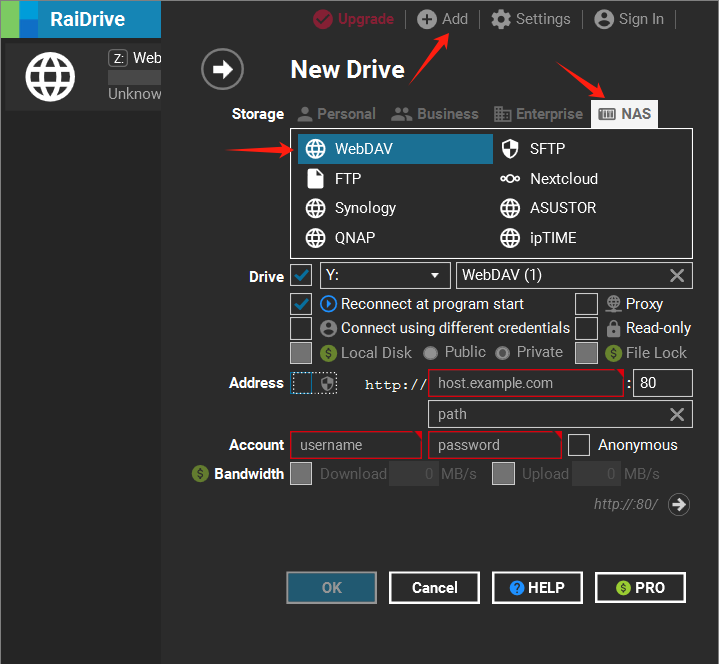 RaiDrive
Upgrade Add Settings Sign In
Z: Web
Unknow
New Drive
Storage Personal Business Enterprise NAS
WebDAV SFTP
FTP Nextcloud
Synology ASUSTOR
QNAP ipTIME
Drive Y: WebDAV (1)
Reconnect at program start Proxy
Connect using different credentials Read-only
$ Local Disk Public Private $ File Lock
Address http:// host.example.com : 80
path
Account username password Anonymous
$ Bandwidth Download 0 MB/s Upload 0 MB/s
http://:80/
OK Cancel ? HELP $ PRO